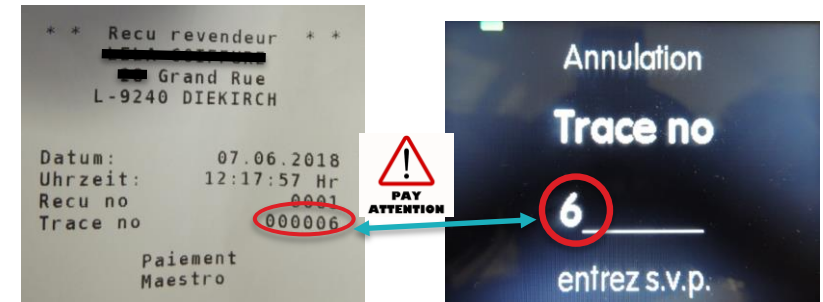 * * Recu revendeur * *
Grand Rue
L-9240 DIEKIRCH
Datum: 07.06.2018
Uhrzeit: 12:17:57 Hr
Recu no 0001
Trace no 000006
Paiement
Maestro
PAY
ATTENTION
Annulation
Trace no
6
entrez s.v.p.